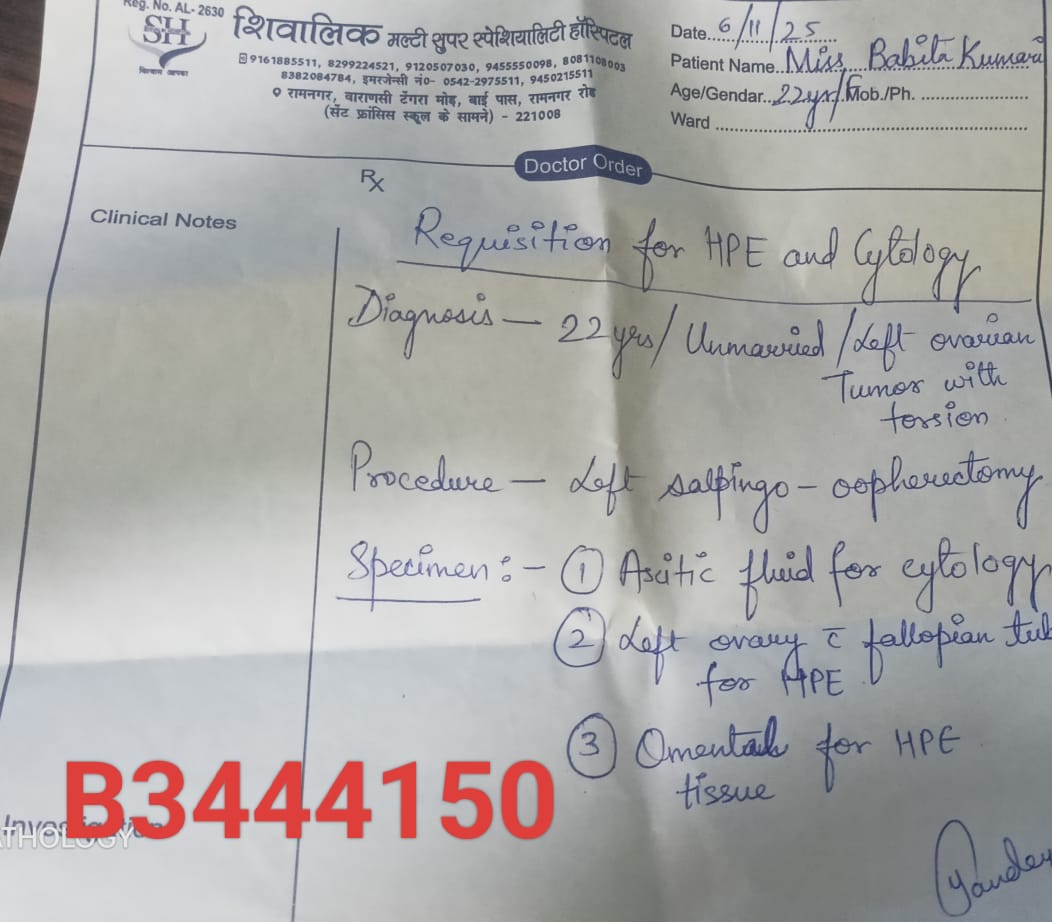 Reg. No. AL- 2630
SH
शिवालिक मल्टी सुपर स्पेशियालिटी हॉस्पिटल
9161885511, 8299224521, 9120507030, 9455550098, 8081108003
8382084784, इमरजेन्सी नं०- 0542-2975511, 9450215511
रामनगर, वाराणसी टेंगरा मोड़, बाई पास, रामनगर रोड
(सेंट फ्रांसिस स्कूल के सामने) - 221008
Date 6/11/25
Patient Name Miss Babita Kumari
Age/Gendar 22yrs/F Mob./Ph.
Ward
Doctor Order
Rx
Clinical Notes
Requisition for HPE and Cytology
Diagnosis — 22 yrs/ Unmarried / Left ovarian
Tumor with
torsion
Procedure — Left salpingo-oopherectomy
Specimen :- ① Ascitic fluid for cytology
② Left ovary c̄ fallopian tub
for HPE
③ Omental for HPE
tissue
B3444150
ATHOLOGY
Pandey